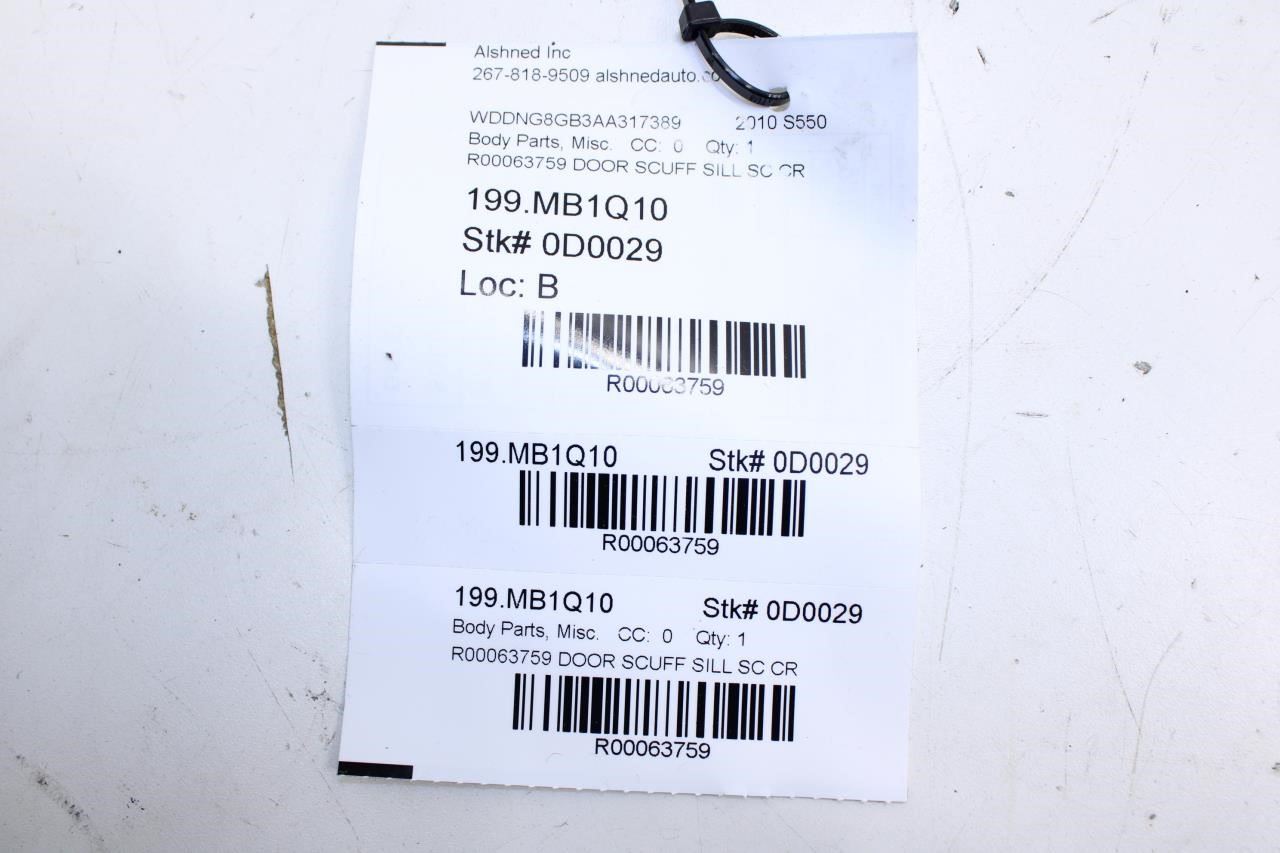 Alshned Inc
267-818-9509 alshnedauto.co
WDDNG8GB3AA317389 2010 S550
Body Parts, Misc. CC: 0 Qty: 1
R00063759 DOOR SCUFF SILL SC CR
199.MB1Q10
Stk# 0D0029
Loc: B
R00063759
199.MB1Q10 Stk# 0D0029
R00063759
199.MB1Q10 Stk# 0D0029
Body Parts, Misc. CC: 0 Qty: 1
R00063759 DOOR SCUFF SILL SC CR
R00063759